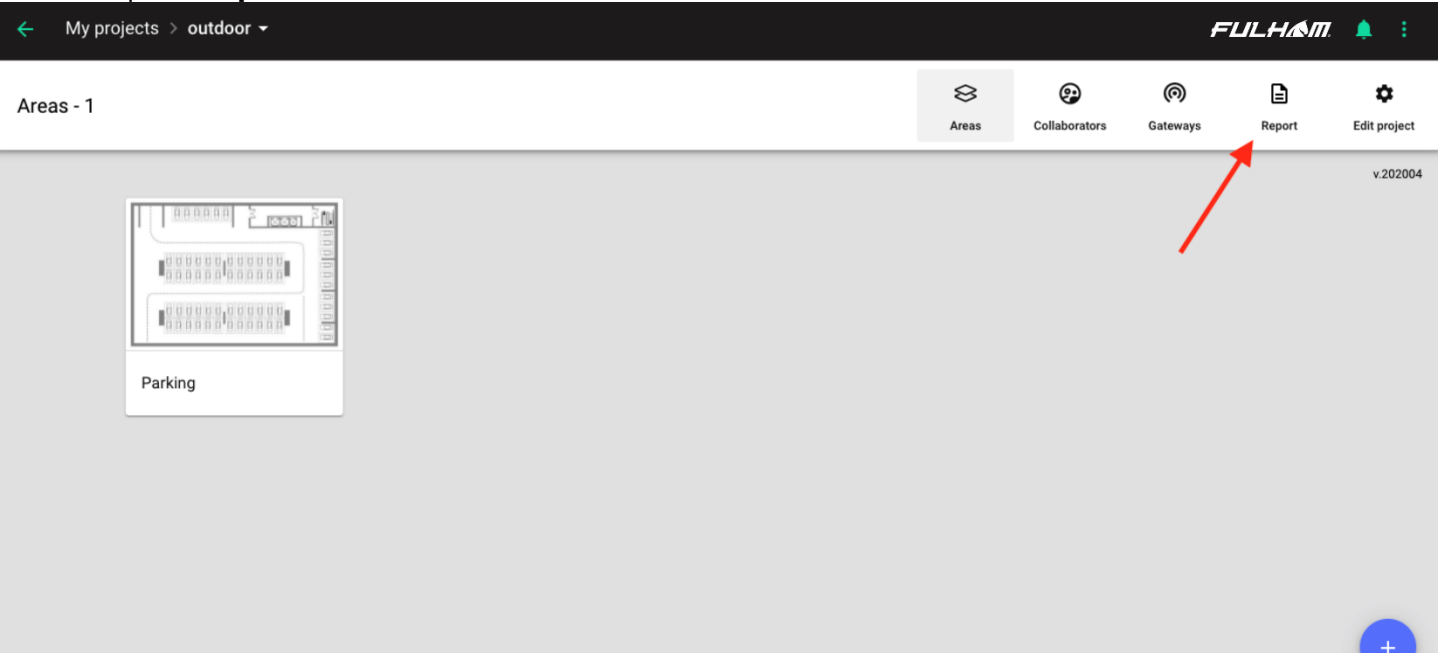 My projects > outdoor
FULHAM
Areas - 1
Areas
Collaborators
Gateways
Report
Edit project
v.202004
Parking
+